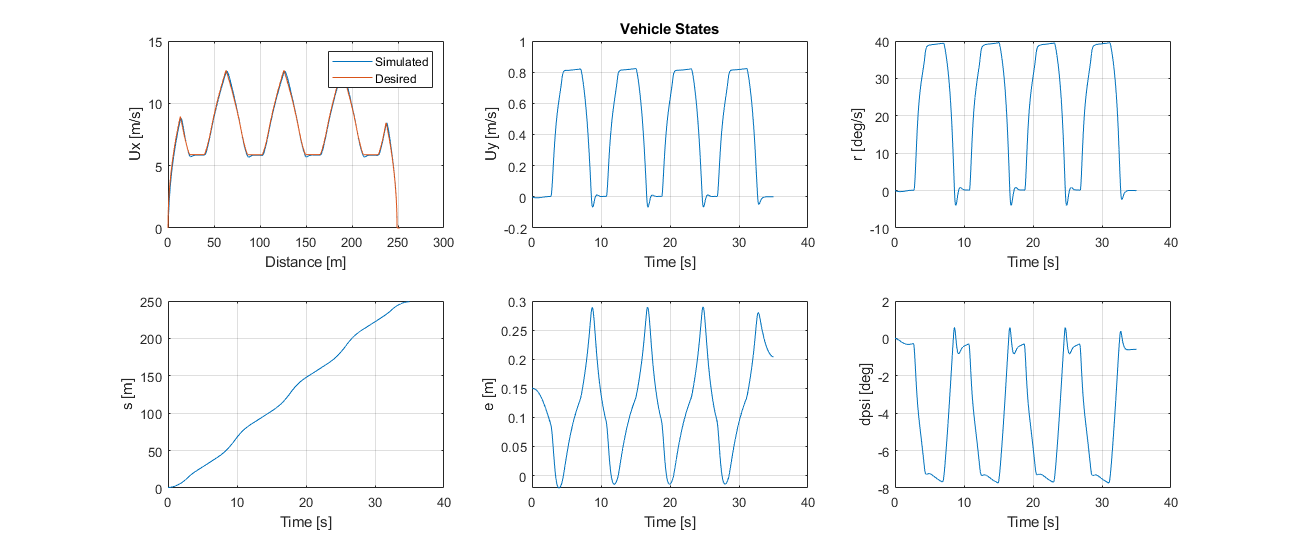 Vehicle States
15
10
5
0
Ux [m/s]
Simulated
Desired
0 50 100 150 200 250 300
Distance [m]
1
0.8
0.6
0.4
0.2
0
-0.2
Uy [m/s]
0 10 20 30 40
Time [s]
40
30
20
10
0
-10
r [deg/s]
0 10 20 30 40
Time [s]
250
200
150
100
50
0
s [m]
0 10 20 30 40
Time [s]
0.3
0.25
0.2
0.15
0.1
0.05
0
e [m]
0 10 20 30 40
Time [s]
2
0
-2
-4
-6
-8
dpsi [deg]
0 10 20 30 40
Time [s]